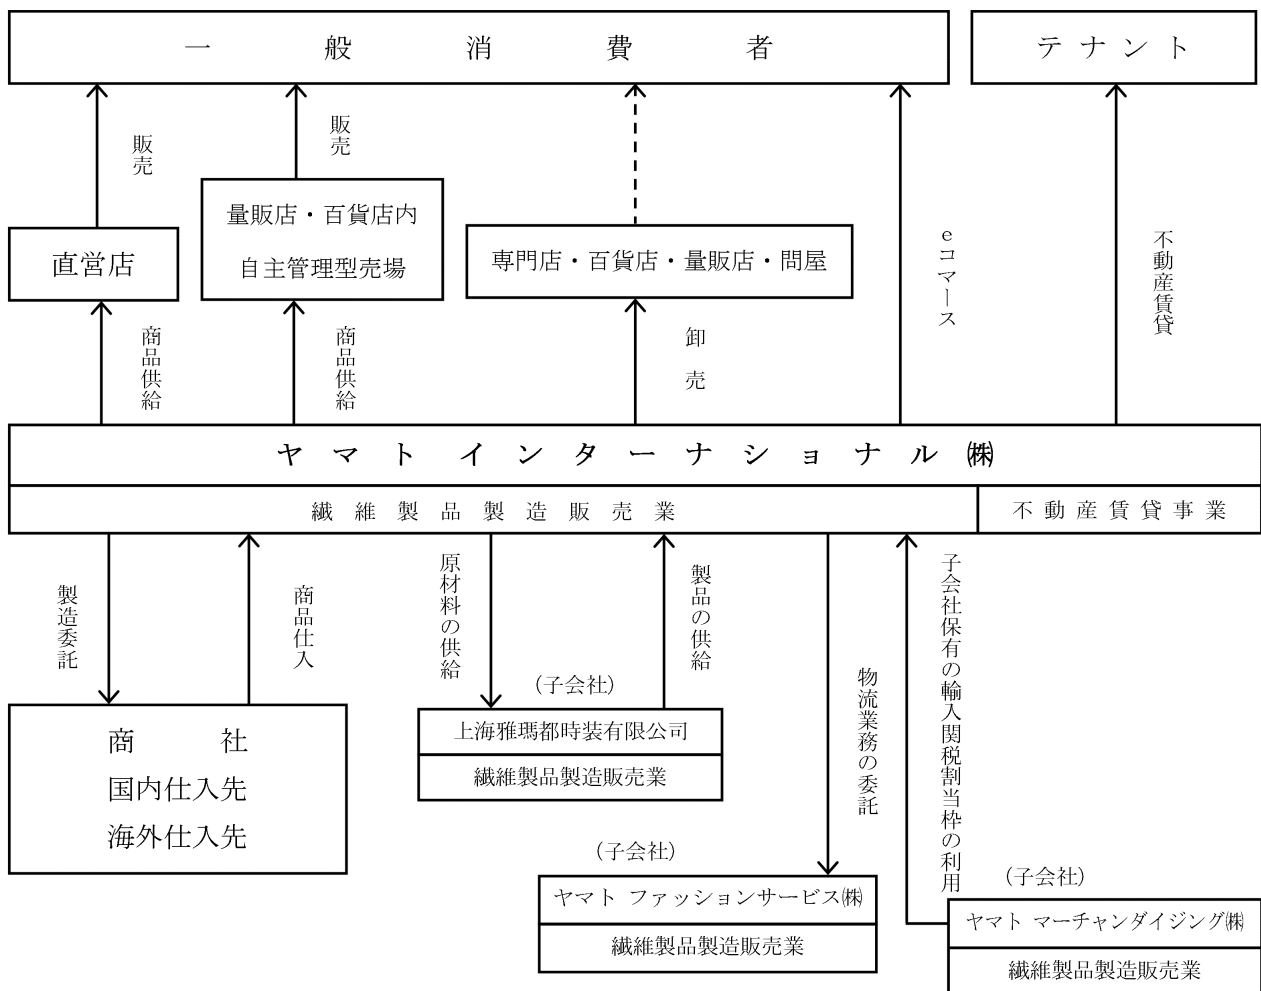 一般消費者
テナント
販売
販売
量販店・百貨店内
自主管理型売場
直営店
専門店・百貨店・量販店・問屋
eコマース
不動産賃貸
商品供給
商品供給
卸売
ヤマトインターナショナル㈱
繊維製品製造販売業
不動産賃貸事業
製造委託
商品仕入
原材料の供給
製品の供給
物流業務の委託
子会社保有の輸入関税割当枠の利用
商社
国内仕入先
海外仕入先
(子会社)
上海雅瑪都時装有限公司
繊維製品製造販売業
(子会社)
ヤマト ファッションサービス㈱
繊維製品製造販売業
(子会社)
ヤマト マーチャンダイジング㈱
繊維製品製造販売業